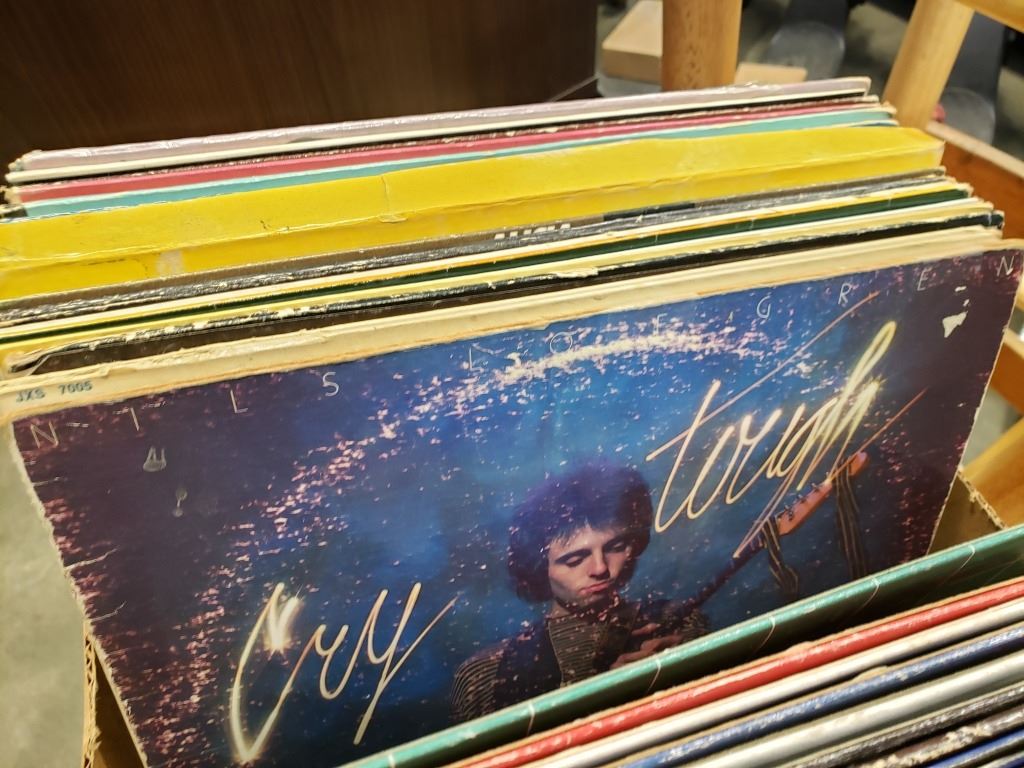 JXS 7005
NILS LOFGREN
Cry
tough